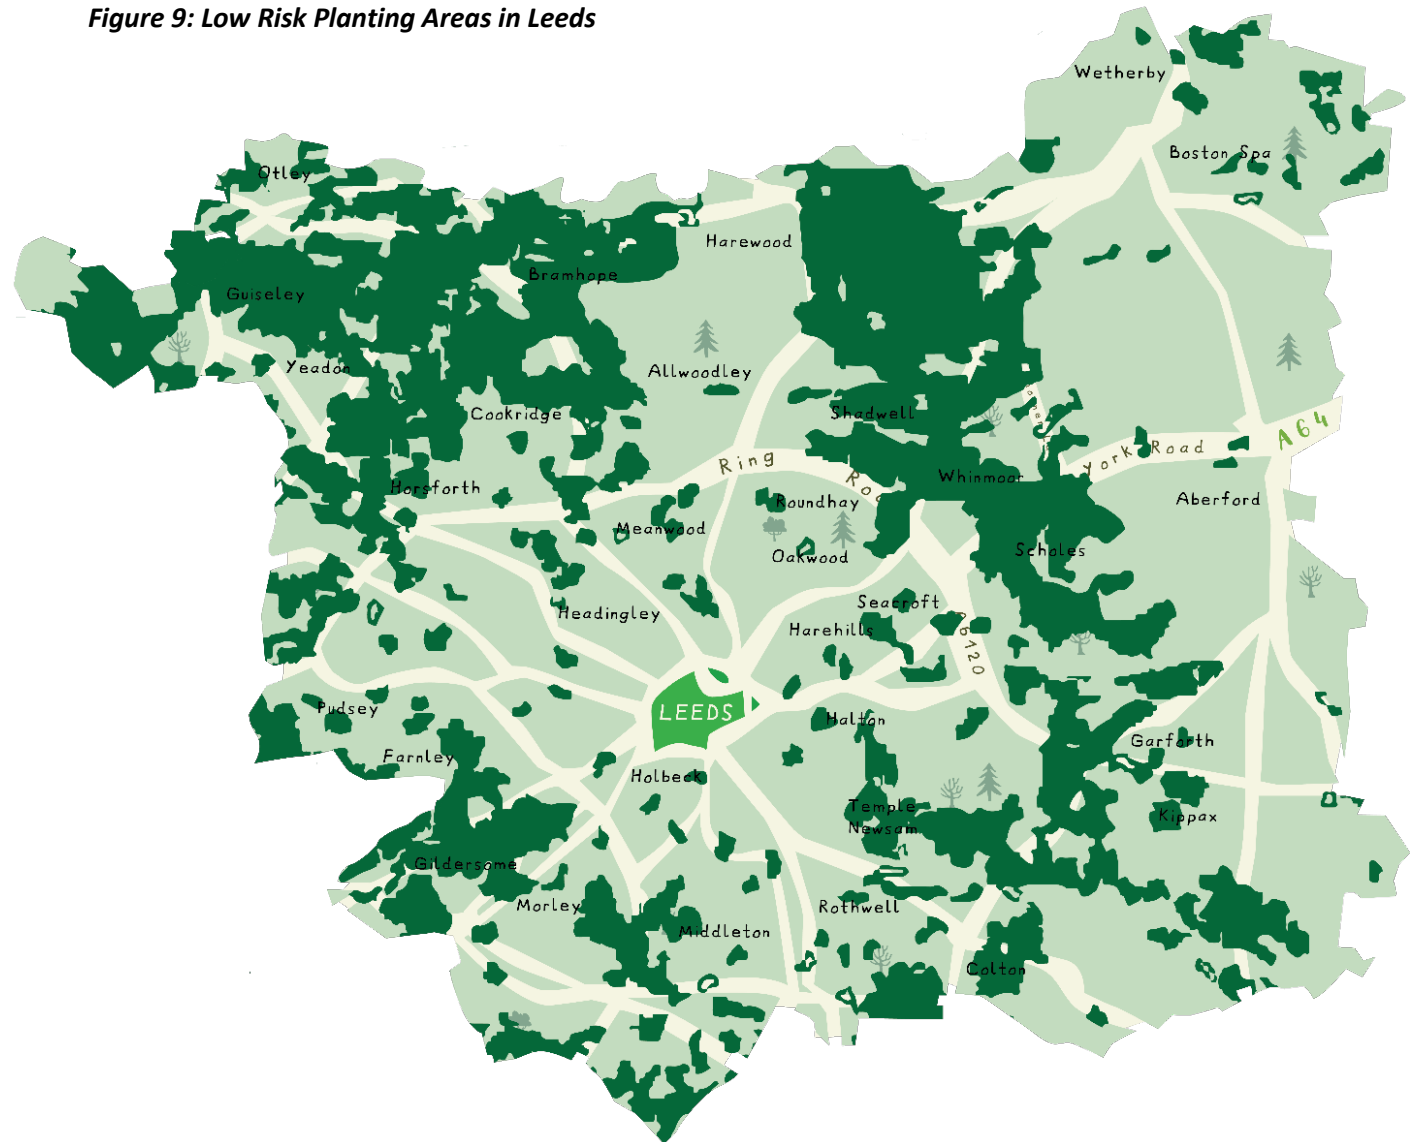 Figure 9: Low Risk Planting Areas in Leeds
Wetherby
Boston Spa
Otley
Harewood
Bramhope
Guiseley
Yeadon
Allwoodley
Cookridge
Shadwell
A64
York Road
Ring Roa
Whinmoor
Horsforth
Roundhay
Aberford
Meanwood
Oakwood
Scholes
Seacroft
Headingley
Harehills
A6120
Pudsey
LEEDS
Halton
Farnley
Garforth
Holbeck
Temple
Newsam
Kippax
Gildersome
Morley
Rothwell
Middleton
Colton